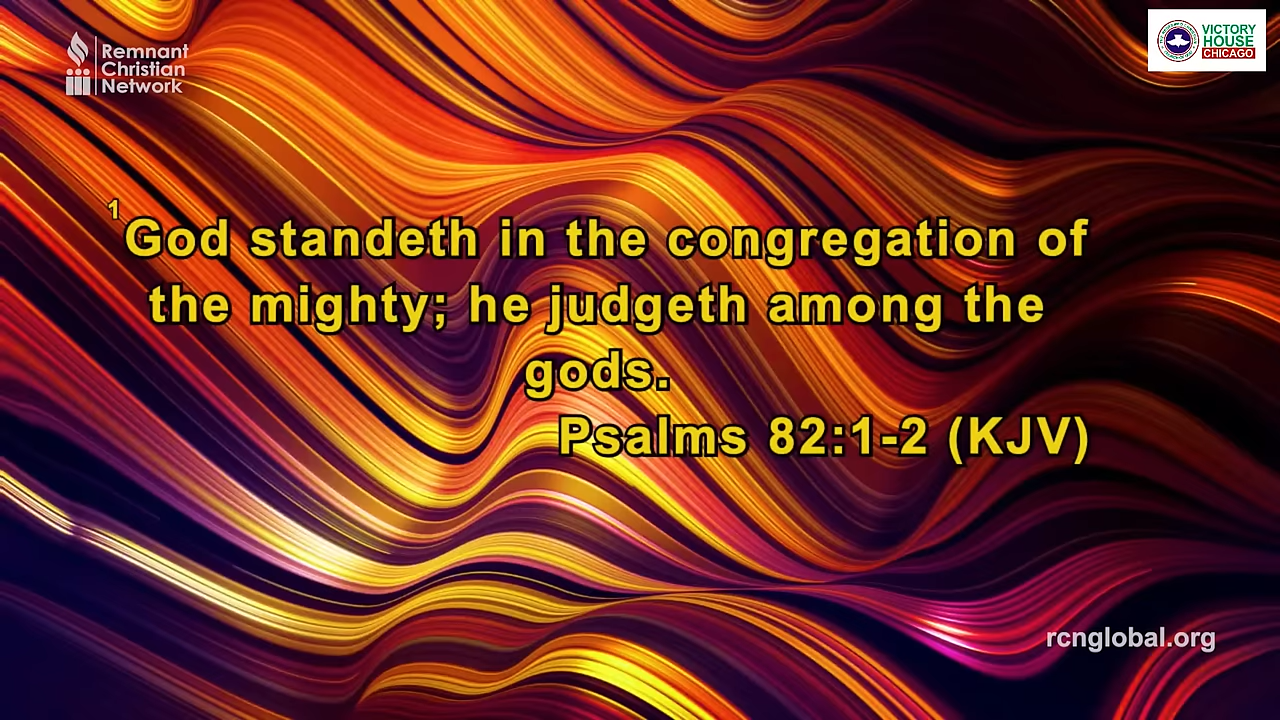 Remnant
Christian
Network
VICTORY
HOUSE
CHICAGO
1God standeth in the congregation of
the mighty; he judgeth among the
gods.
Psalms 82:1-2 (KJV)
rcnglobal.org